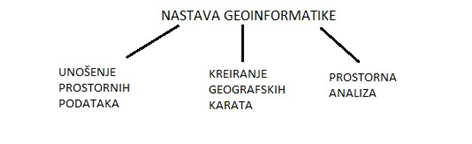 NASTAVA GEOINFORMATIKE
UNOŠENJE
PROSTORNIH
PODATAKA
KREIRANJE
GEOGRAFSKIH
KARATA
PROSTORNA
ANALIZA